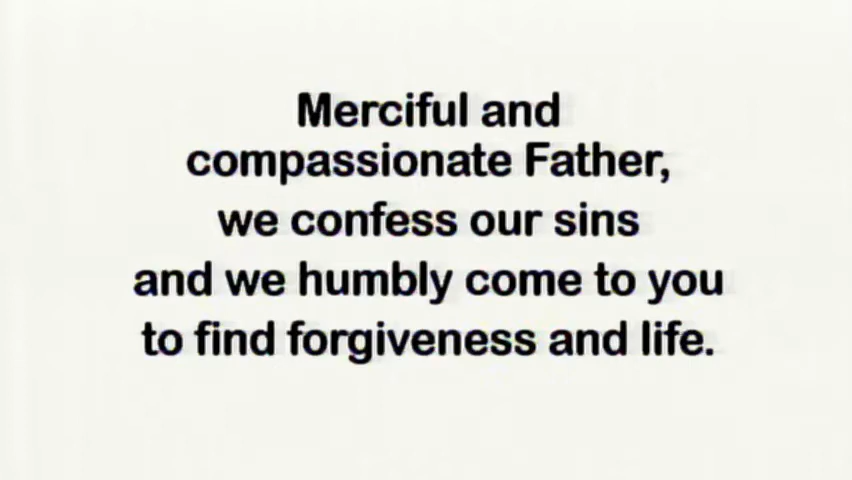 Merciful and
compassionate Father,
we confess our sins
and we humbly come to you
to find forgiveness and life.